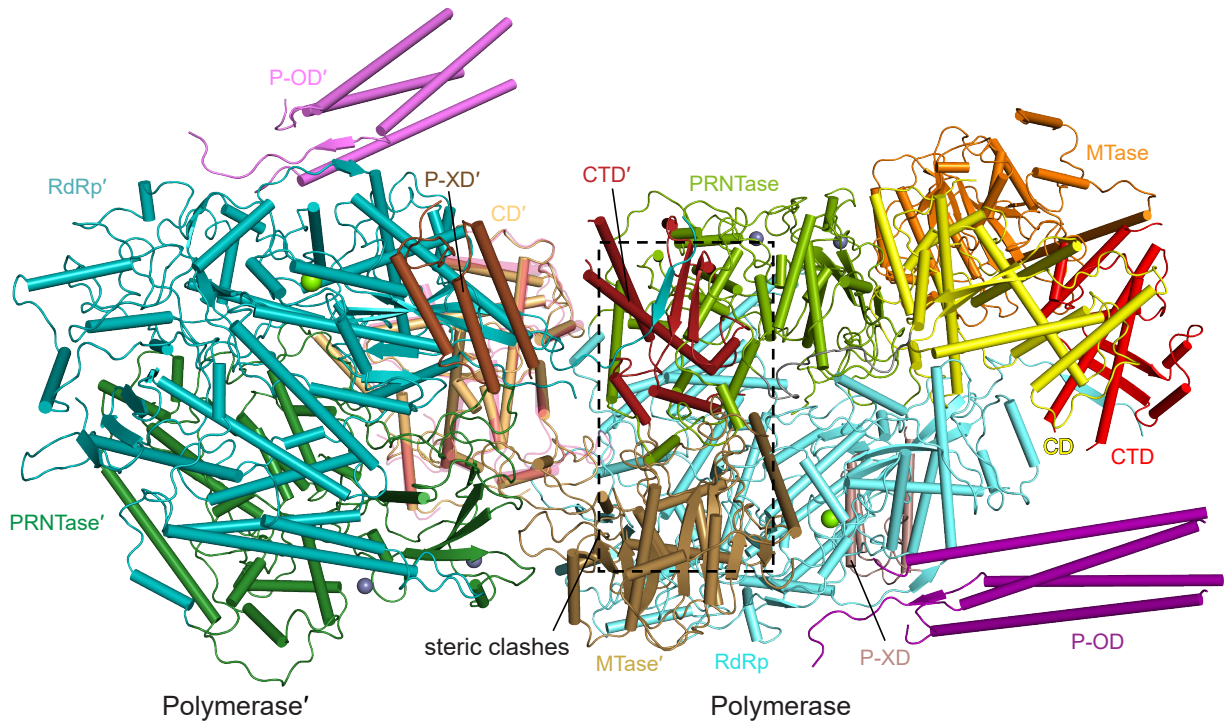 P-OD′
RdRp′
P-XD′
CD′
CTD′
PRNTase
MTase
PRNTase′
CD
CTD
steric clashes
MTase′
RdRp
P-XD
P-OD
Polymerase′
Polymerase